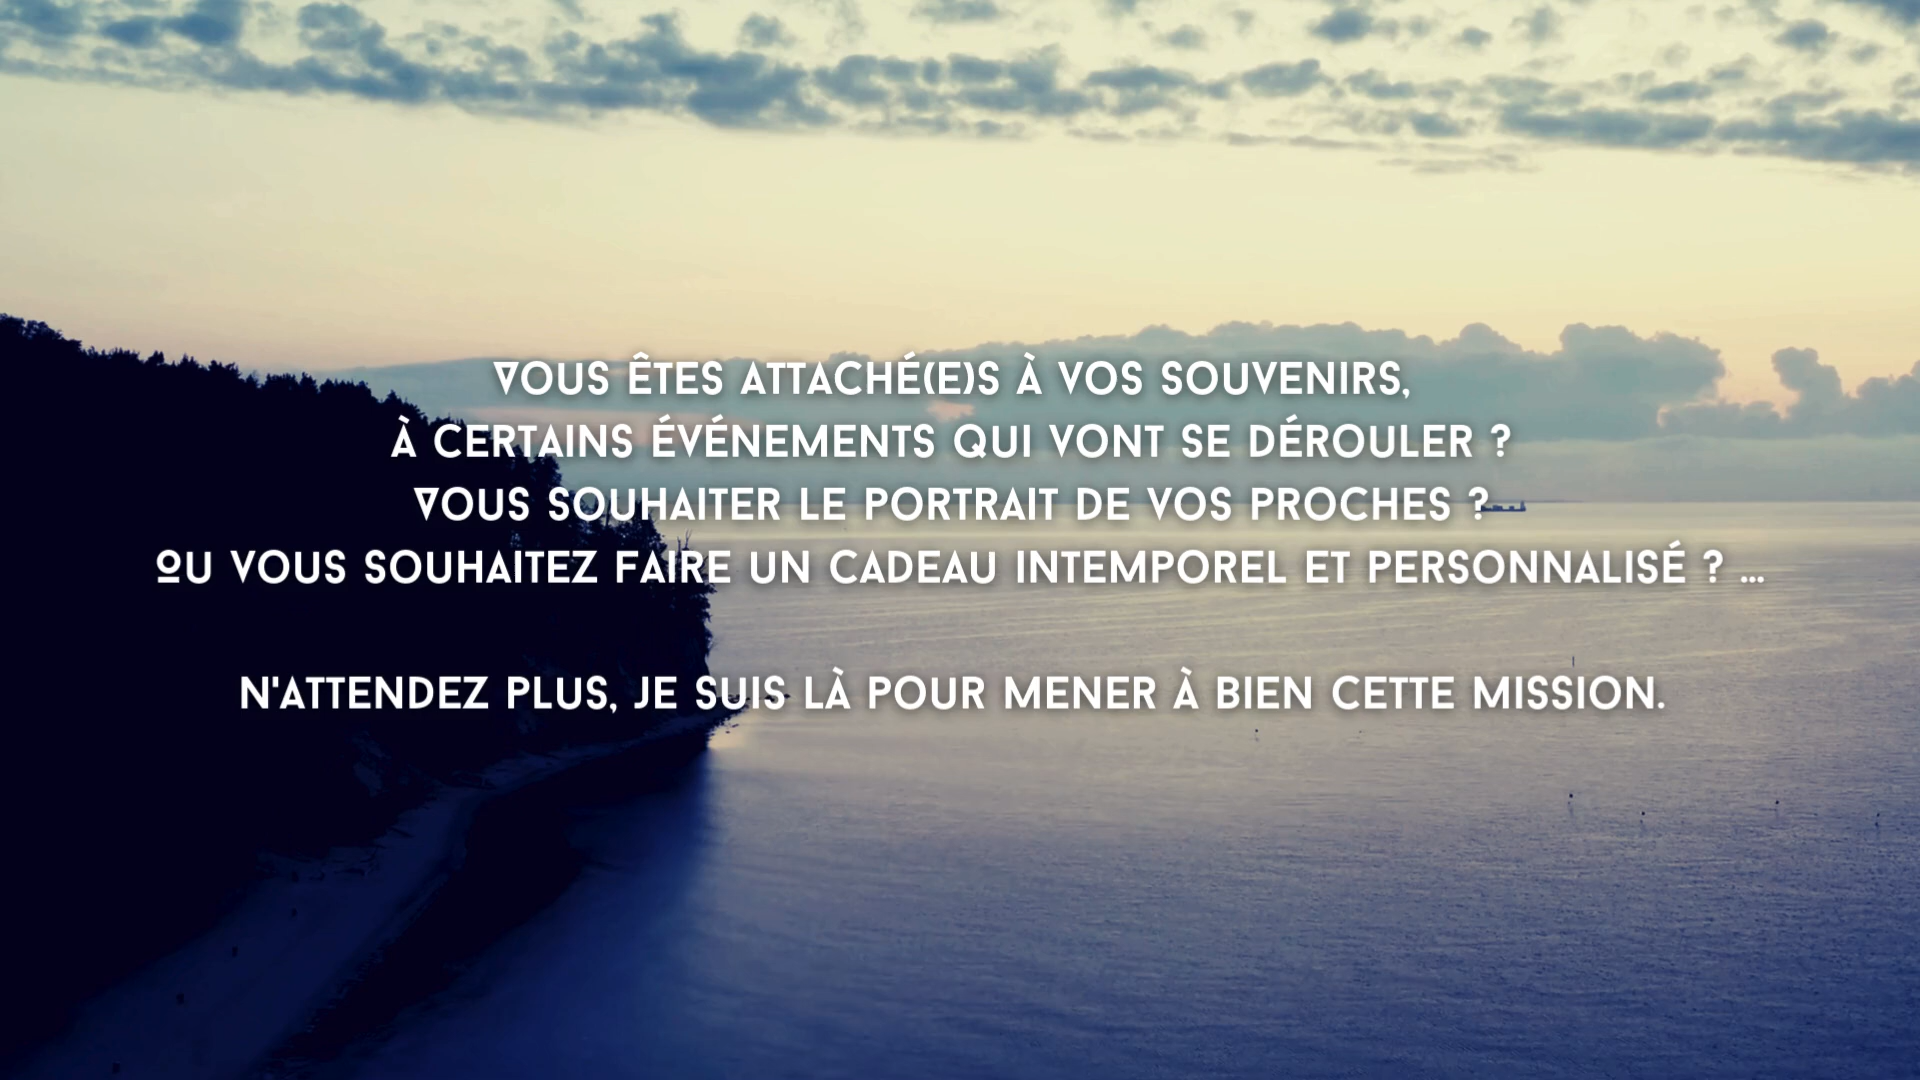 VOUS ÊTES ATTACHÉ(E)S À VOS SOUVENIRS,
À CERTAINS ÉVÉNEMENTS QUI VONT SE DÉROULER ?
VOUS SOUHAITER LE PORTRAIT DE VOS PROCHES ?
OU VOUS SOUHAITEZ FAIRE UN CADEAU INTEMPOREL ET PERSONNALISÉ ? ...
N'ATTENDEZ PLUS, JE SUIS LÀ POUR MENER À BIEN CETTE MISSION.